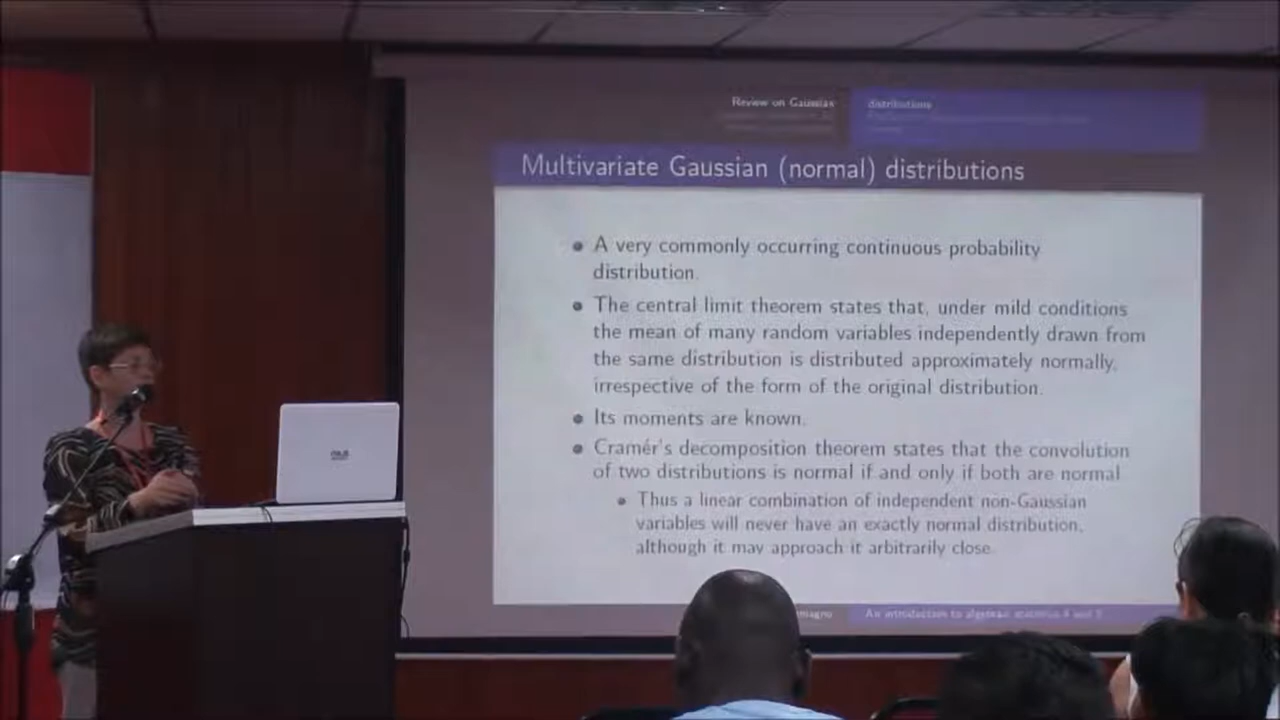 Review on Gaussian
distributions
Multivariate Gaussian (normal) distributions
A very commonly occurring continuous probability
distribution.
The central limit theorem states that, under mild conditions
the mean of many random variables independently drawn from
the same distribution is distributed approximately normally,
irrespective of the form of the original distribution.
Its moments are known.
Cramér's decomposition theorem states that the convolution
of two distributions is normal if and only if both are normal
Thus a linear combination of independent non-Gaussian
variables will never have an exactly normal distribution,
although it may approach it arbitrarily close.
omagno
An introduction to algebraic statistics 4 and 5